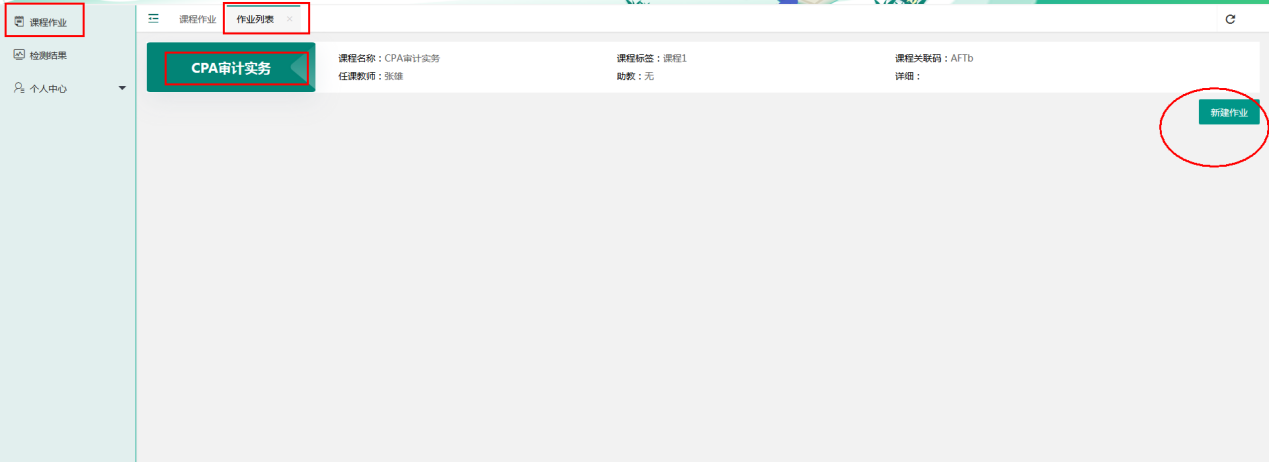 课程作业
检测结果
个人中心
课程作业 作业列表
CPA审计实务
课程名称：CPA审计实务 课程标签：课程1 课程关联码：AFTb
任课教师：张雄 助教：无 详细：
新建作业